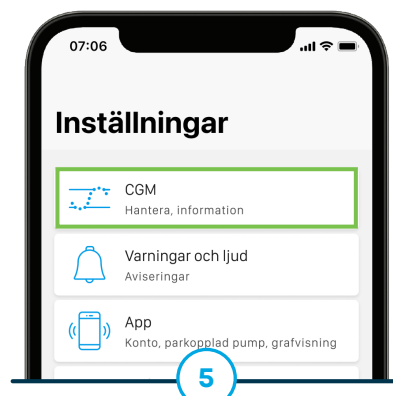 07:06
Inställningar
CGM
Hantera, information
Varningar och ljud
Aviseringar
App
Konto, parkopplad pump, grafvisning
5